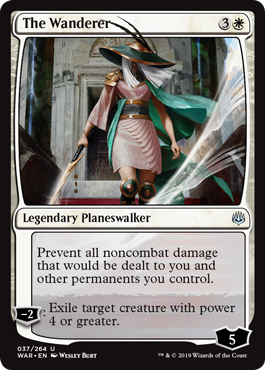 The Wanderer 3
Legendary Planeswalker
Prevent all noncombat damage
that would be dealt to you and
other permanents you control.
-2 : Exile target creature with power
4 or greater.
5
037/264 U
WAR • EN WESLEY BURT ™ & © 2019 Wizards of the Coast